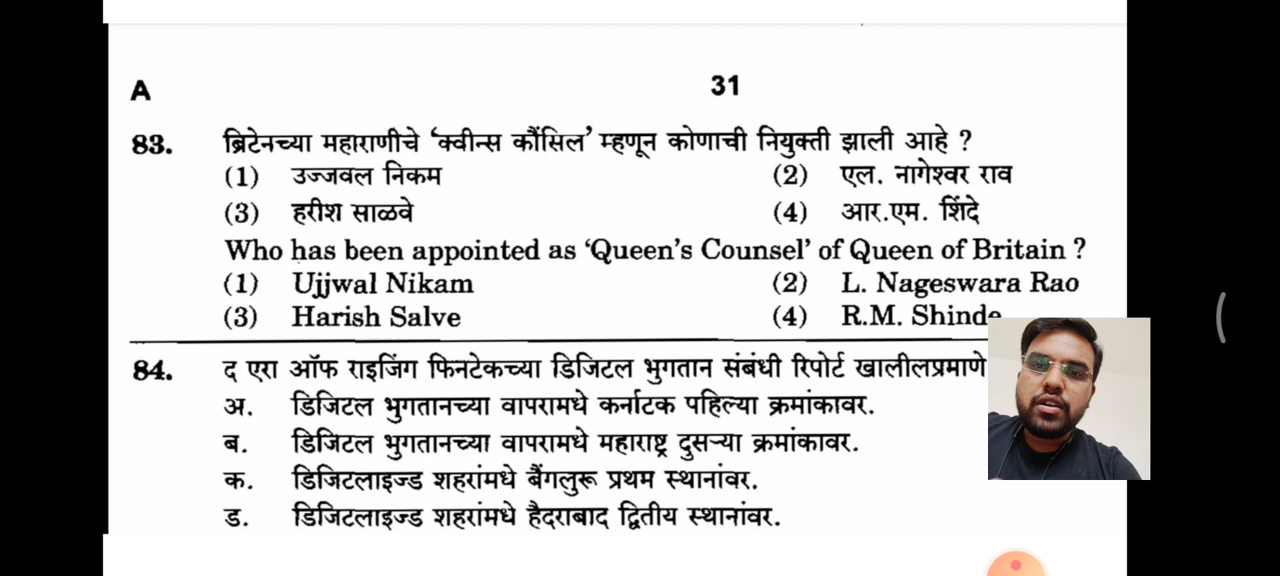 A 31
83. ब्रिटेनच्या महाराणीचे ‘क्वीन्स कौंसिल’ म्हणून कोणाची नियुक्ती झाली आहे ?
(1) उज्जवल निकम (2) एल. नागेश्वर राव
(3) हरीश साळवे (4) आर.एम. शिंदे
Who has been appointed as ‘Queen’s Counsel’ of Queen of Britain ?
(1) Ujjwal Nikam (2) L. Nageswara Rao
(3) Harish Salve (4) R.M. Shinde
84. द एरा ऑफ राइजिंग फिनटेकच्या डिजिटल भुगतान संबंधी रिपोर्ट खालीलप्रमाणे
अ. डिजिटल भुगतानच्या वापरामधे कर्नाटक पहिल्या क्रमांकावर.
ब. डिजिटल भुगतानच्या वापरामधे महाराष्ट्र दुसऱ्या क्रमांकावर.
क. डिजिटलाइज्ड शहरांमधे बैंगलुरू प्रथम स्थानांवर.
ड. डिजिटलाइज्ड शहरांमधे हैदराबाद द्वितीय स्थानांवर.